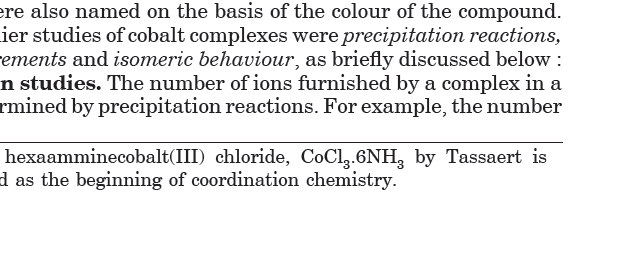 ere also named on the basis of the colour of the compound.
ier studies of cobalt complexes were precipitation reactions,
rements and isomeric behaviour, as briefly discussed below :
n studies. The number of ions furnished by a complex in a
rmined by precipitation reactions. For example, the number
hexaamminecobalt(III) chloride, CoCl₃.6NH₃ by Tassaert is
d as the beginning of coordination chemistry.